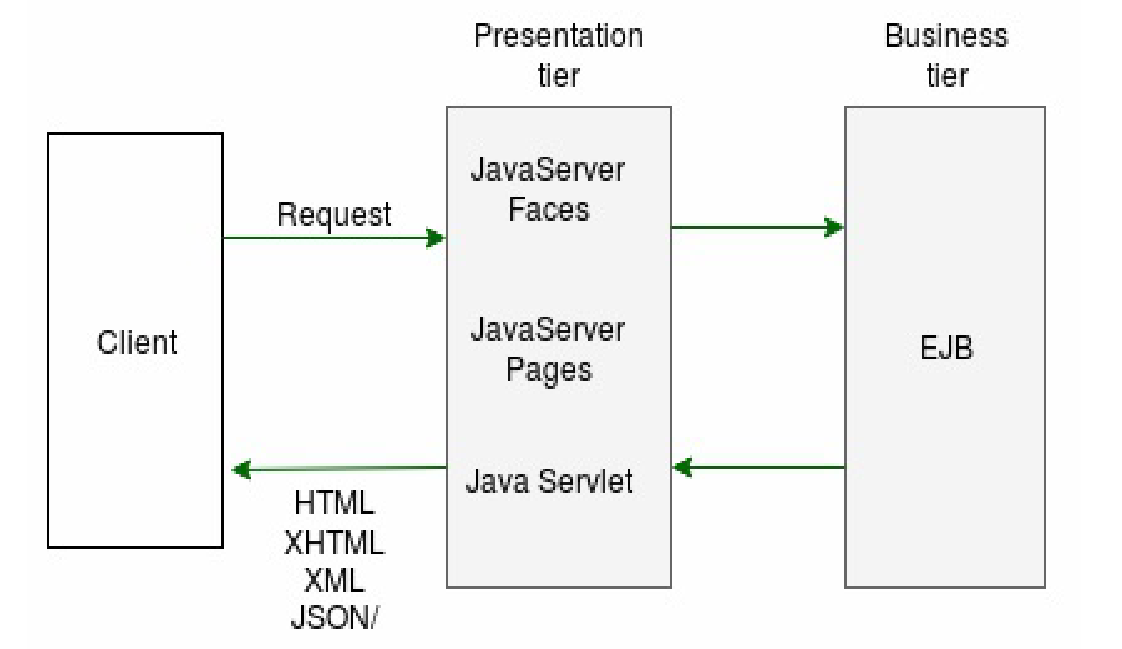 Presentation
tier
Business
tier
JavaServer
Faces
Request
JavaServer
Pages
Client
EJB
Java Servlet
HTML
XHTML
XML
JSON/